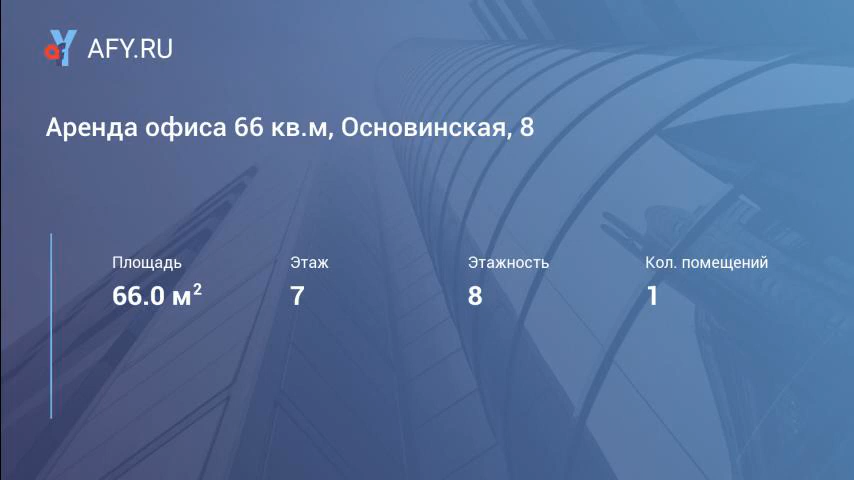 AFY.RU
Аренда офиса 66 кв.м, Основинская, 8
Площадь Этаж Этажность Кол. помещений
66.0 м² 7 8 1